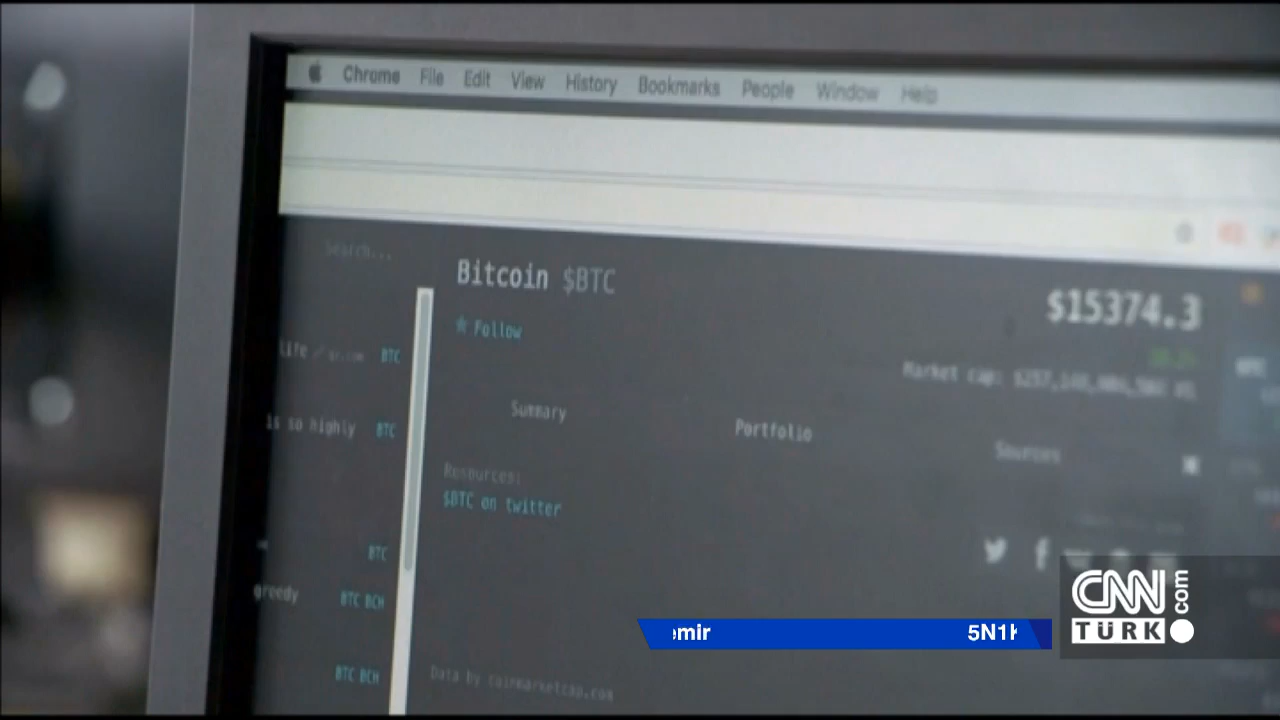 Chrome File Edit View History Bookmarks People Window Help
Search...
Bitcoin $BTC
$15374.3
Follow
Market cap:
BTC
Summary
Portfolio
Sources
is so highly BTC
Resources:
$BTC on twitter
BTC
greedy BTC BCH
BTC BCH
Data by coinmarketcap.com
emir
5N1K
CNN
TÜRK
.com